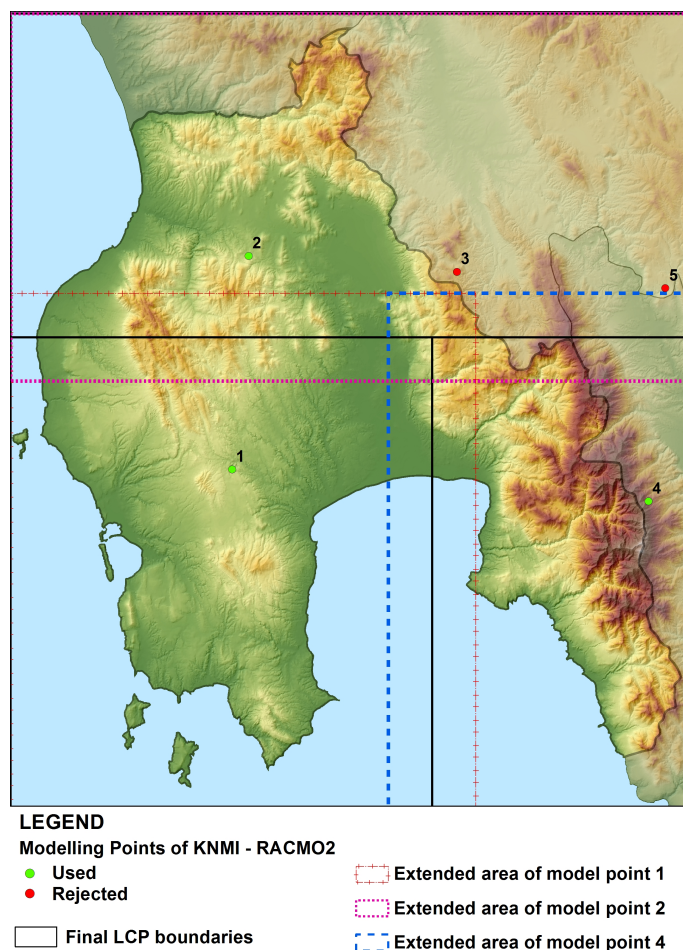 2
3
5
1
4
LEGEND
Modelling Points of KNMI - RACMO2
Used
Rejected
Final LCP boundaries
Extended area of model point 1
Extended area of model point 2
Extended area of model point 4